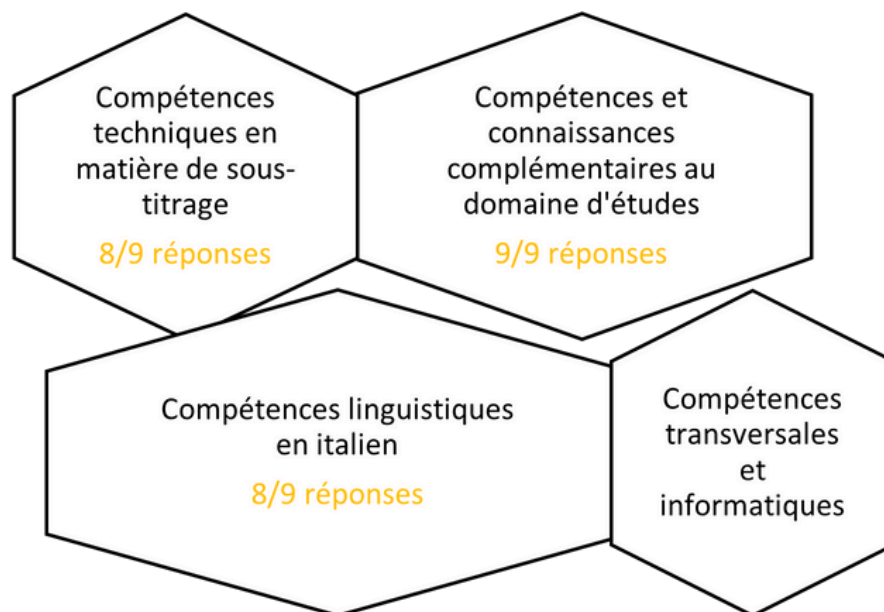 Compétences
techniques en
matière de sous-
titrage
8/9 réponses
Compétences et
connaissances
complémentaires au
domaine d'études
9/9 réponses
Compétences linguistiques
en italien
8/9 réponses
Compétences
transversales
et
informatiques